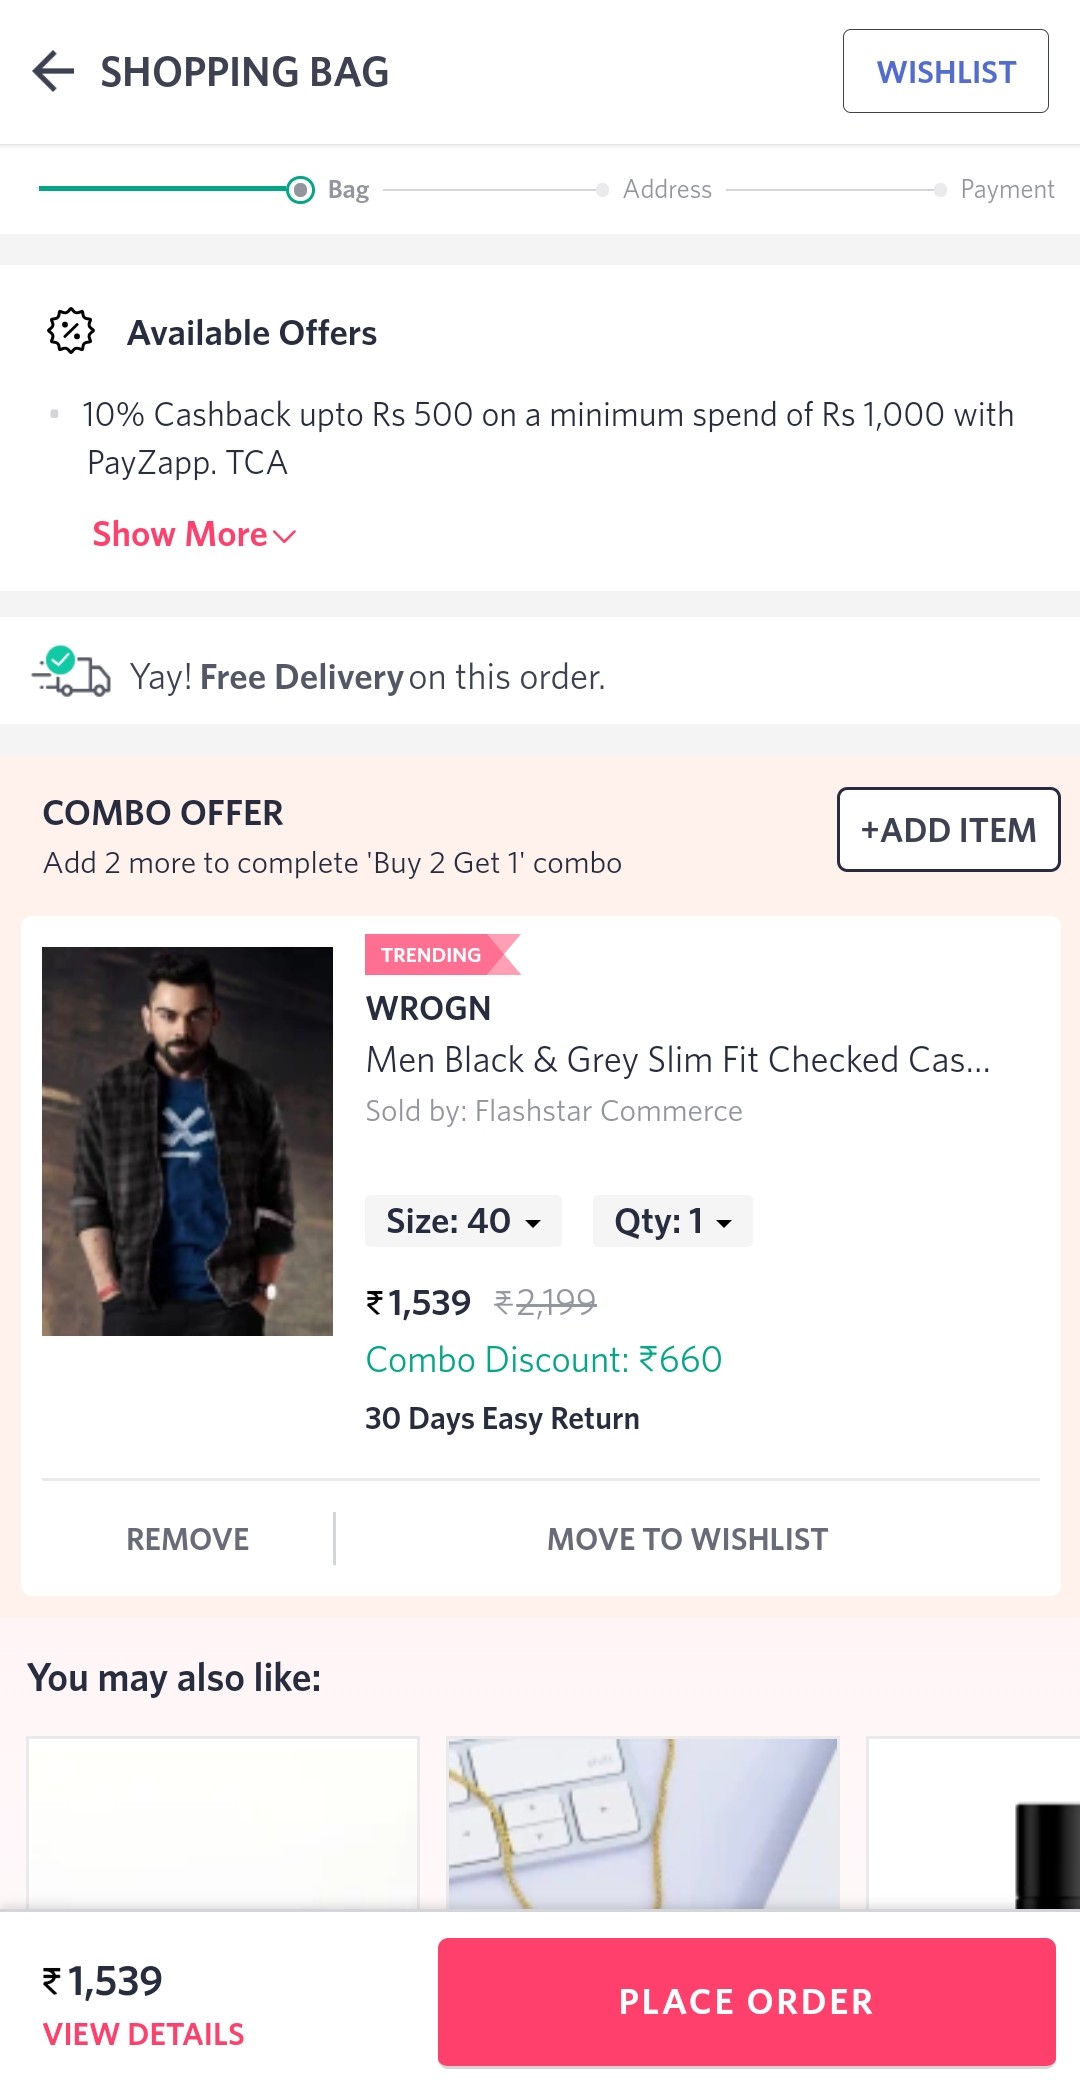 SHOPPING BAG
WISHLIST
Bag
Address
Payment
Available Offers
10% Cashback upto Rs 500 on a minimum spend of Rs 1,000 with
PayZapp. TCA
Show More
Yay! Free Delivery on this order.
COMBO OFFER
+ADD ITEM
Add 2 more to complete 'Buy 2 Get 1' combo
TRENDING
WROGN
Men Black & Grey Slim Fit Checked Cas...
Sold by: Flashstar Commerce
Size: 40
Qty: 1
₹1,539 ₹2,199
Combo Discount: ₹660
30 Days Easy Return
REMOVE
MOVE TO WISHLIST
You may also like:
₹1,539
VIEW DETAILS
PLACE ORDER